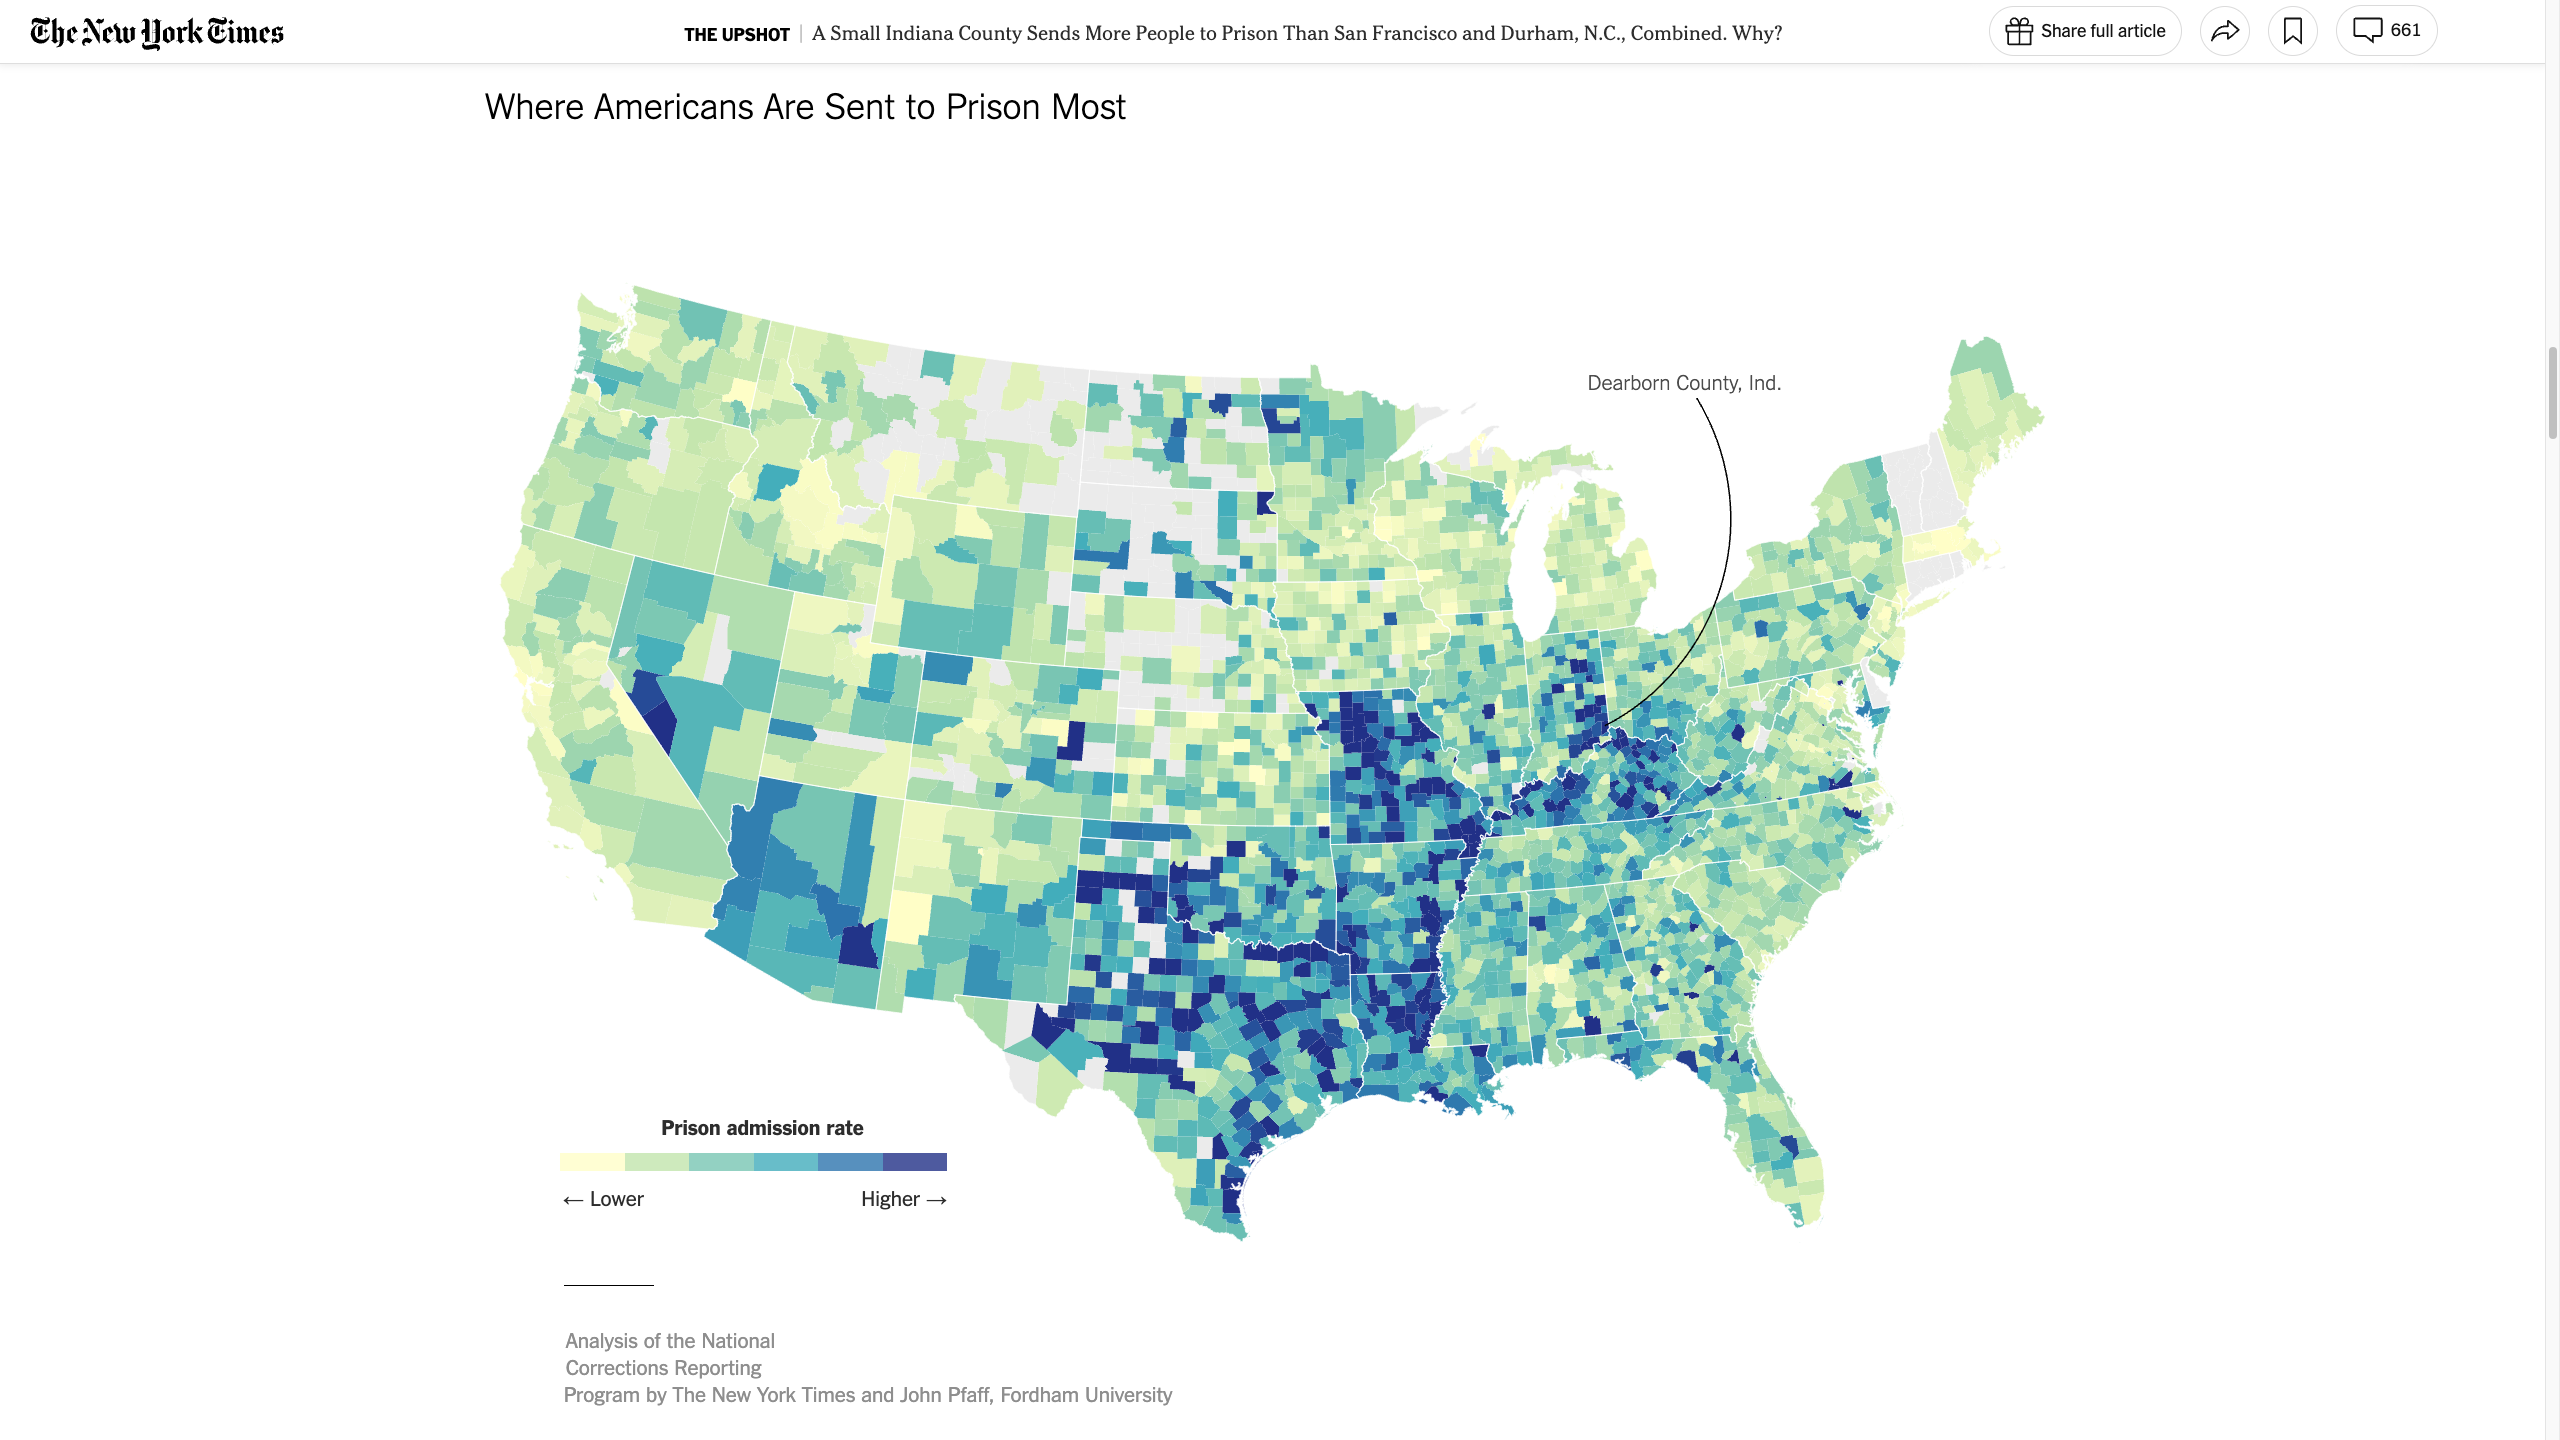 The New York Times
THE UPSHOT | A Small Indiana County Sends More People to Prison Than San Francisco and Durham, N.C., Combined. Why?
Share full article
661
Where Americans Are Sent to Prison Most
Dearborn County, Ind.
Prison admission rate
← Lower
Higher →
Analysis of the National
Corrections Reporting
Program by The New York Times and John Pfaff, Fordham University